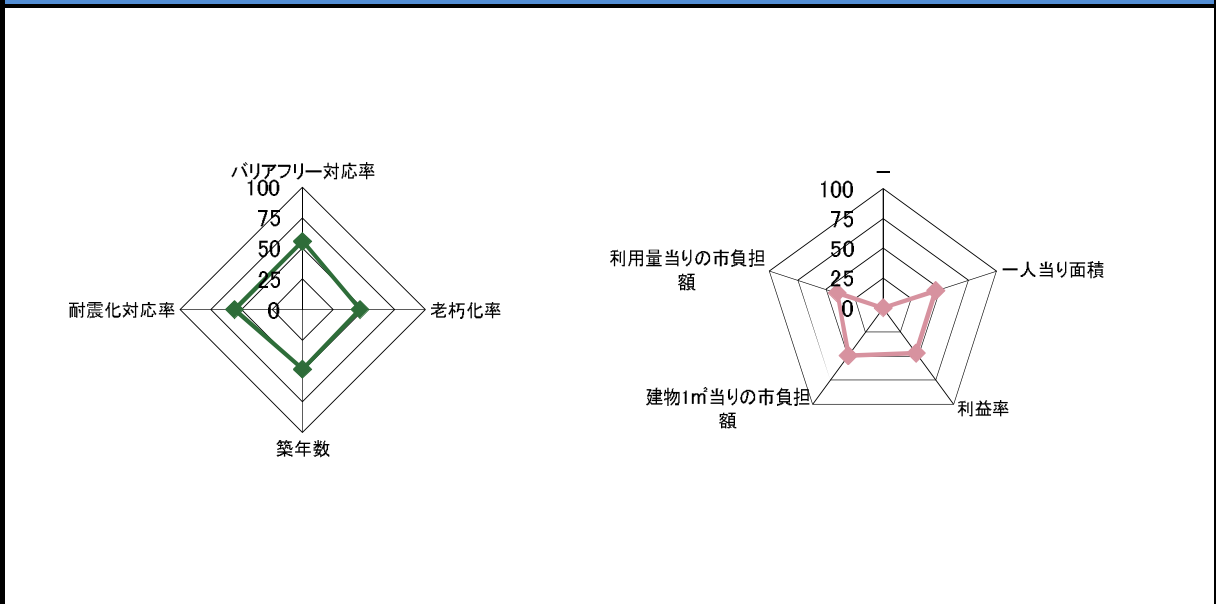 バリアフリー対応率
100
75
50
25
0
耐震化対応率
老朽化率
築年数
ー
100
75
50
25
0
利用量当りの市負担
額
一人当り面積
建物1㎡当りの市負担
額
利益率